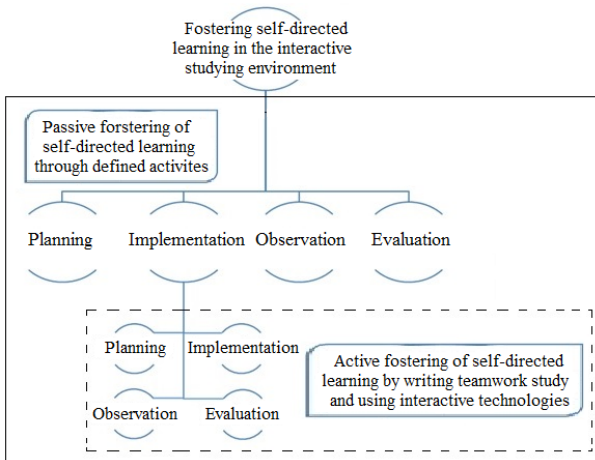 Fostering self-directed
learning in the interactive
studying environment
Passive forstering of
self-directed learning
through defined activites
Planning
Implementation
Observation
Evaluation
Planning
Implementation
Observation
Evaluation
Active fostering of self-directed
learning by writing teamwork study
and using interactive technologies